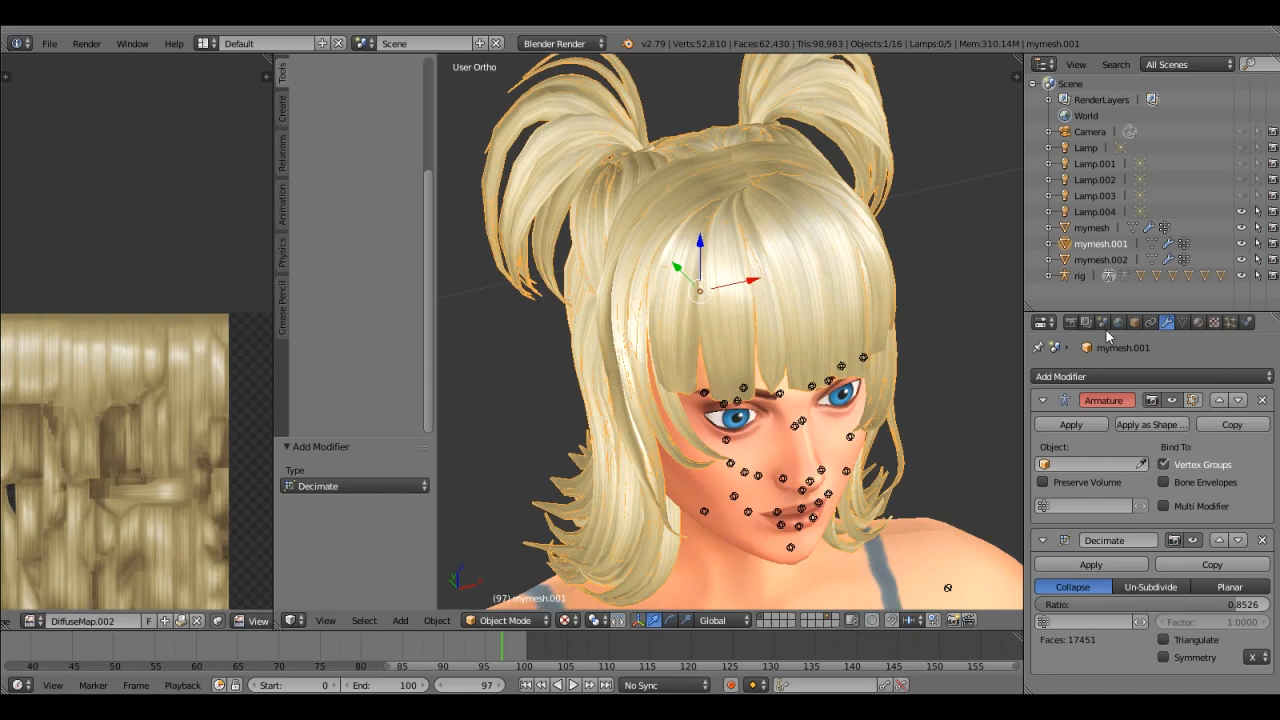 File Render Window Help Default Scene Blender Render v2.79 | Verts:52,810 | Faces:62,430 | Tris:98,983 | Objects:1/16 | Lamps:0/5 | Mem:310.14M | mymesh.001
User Ortho
Tools
Create
Relations
Animation
Physics
Grease Pencil
Add Modifier
Type
Decimate
(97) mymesh.001
View Search All Scenes
Scene
RenderLayers |
World
Camera |
Lamp |
Lamp.001 |
Lamp.002 |
Lamp.003 |
Lamp.004 |
mymesh |
mymesh.001 |
mymesh.002 |
rig |
mymesh.001
Add Modifier
Armature
Apply Apply as Shape ... Copy
Object: Bind To:
Vertex Groups
Preserve Volume Bone Envelopes
Multi Modifier
Decimate
Apply Copy
Collapse Un-Subdivide Planar
Ratio: 0.8526
Factor: 1.0000
Faces: 17451 Triangulate
Symmetry X
DiffuseMap.002 F View
View Select Add Object Object Mode Global
40 45 50 55 60 65 70 75 80 85 90 95 100 105 110 115 120 125 130 135 140 145 150 155
View Marker Frame Playback Start: 0 End: 100 97 No Sync